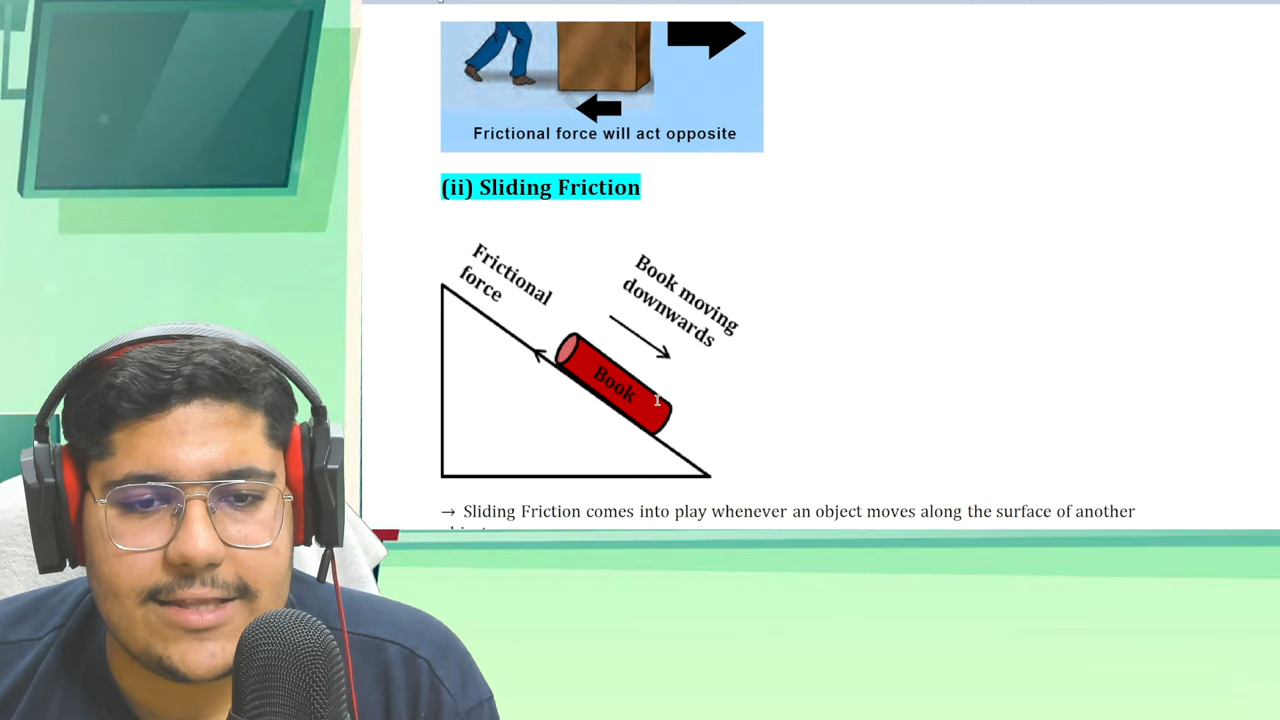 Frictional force will act opposite
(ii) Sliding Friction
Frictional
force
Book moving
downwards
Book
→ Sliding Friction comes into play whenever an object moves along the surface of another